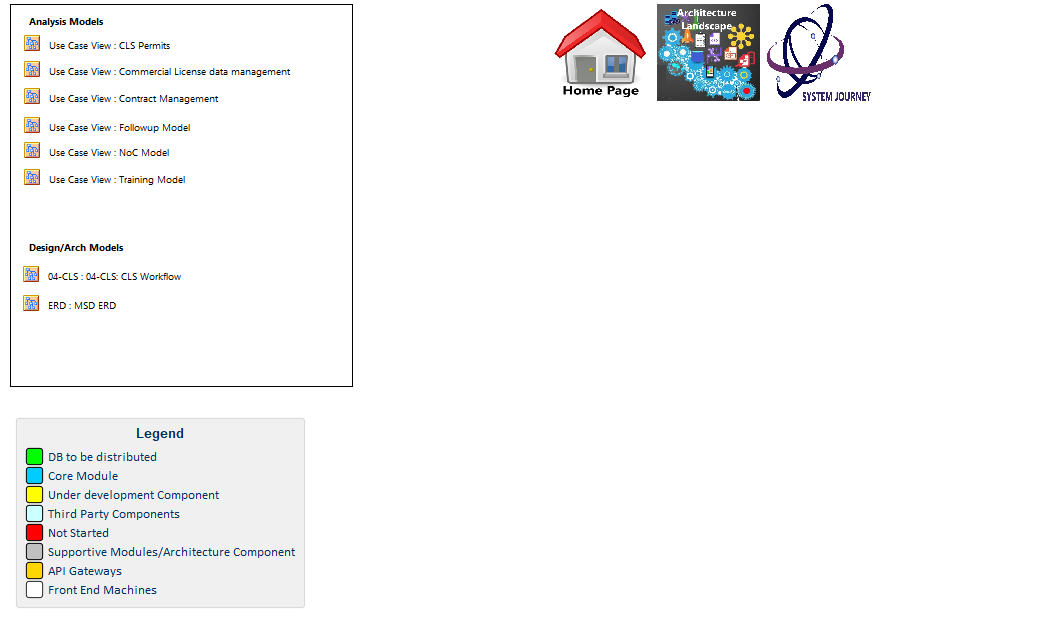 Analysis Models
Use Case View : CLS Permits
Use Case View : Commercial License data management
Use Case View : Contract Management
Use Case View : Followup Model
Use Case View : NoC Model
Use Case View : Training Model
Design/Arch Models
04-CLS : 04-CLS: CLS Workflow
ERD : MSD ERD
Home Page
Architecture
Landscape
SYSTEM JOURNEY
Legend
DB to be distributed
Core Module
Under development Component
Third Party Components
Not Started
Supportive Modules/Architecture Component
API Gateways
Front End Machines